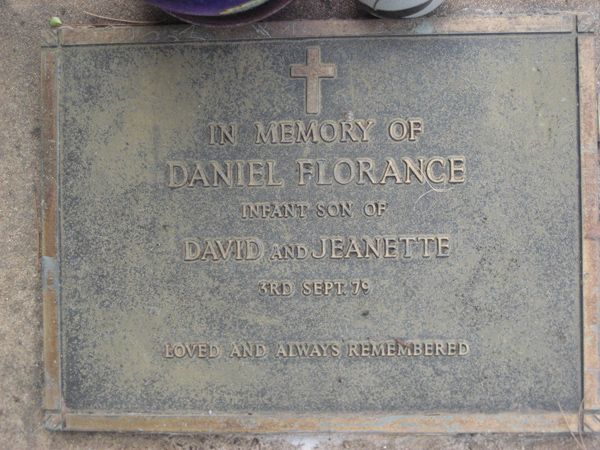 IN MEMORY OF
DANIEL FLORANCE
INFANT SON OF
DAVID AND JEANETTE
3RD SEPT. 79
LOVED AND ALWAYS REMEMBERED